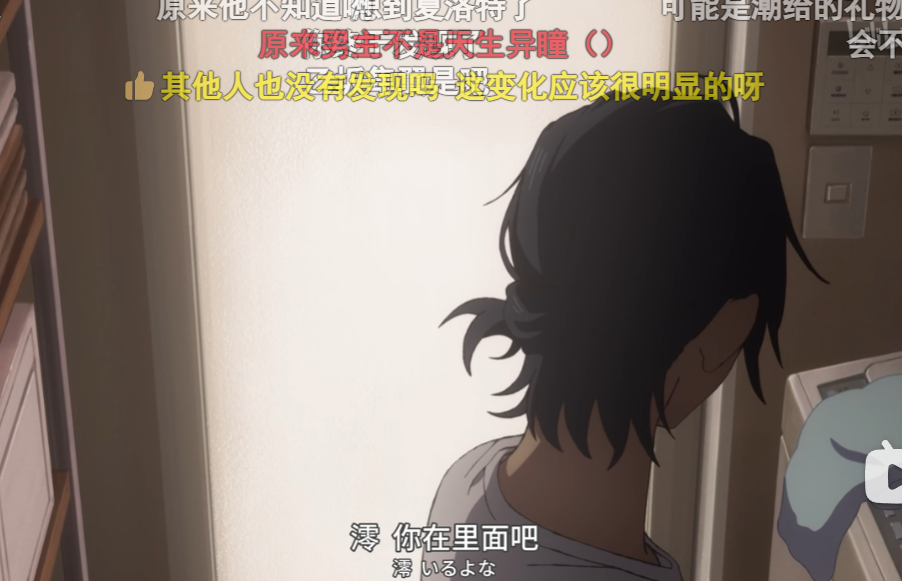 原来他不知道嘞 想到夏洛特了
可能是潮给的礼物
原来男主不是天生异瞳（）
会不
其他人也没有发现吗 这变化应该很明显的呀
澪 你在里面吧
澪 いるよな